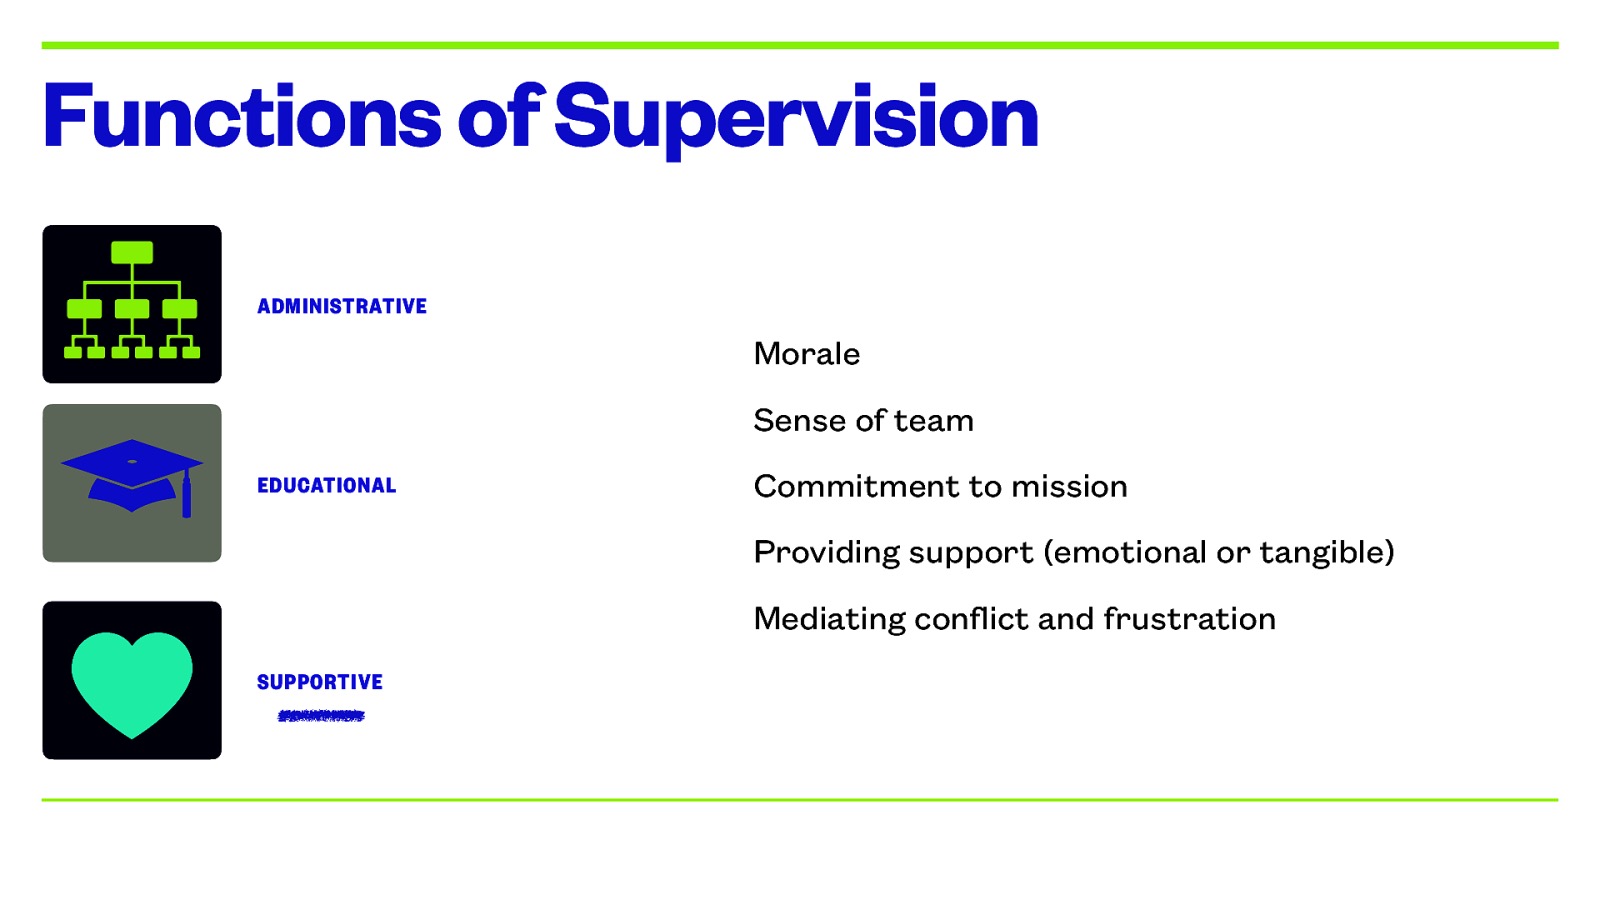 Functions of Supervision
ADMINISTRATIVE
EDUCATIONAL
SUPPORTIVE
Morale
Sense of team
Commitment to mission
Providing support (emotional or tangible)
Mediating conflict and frustration